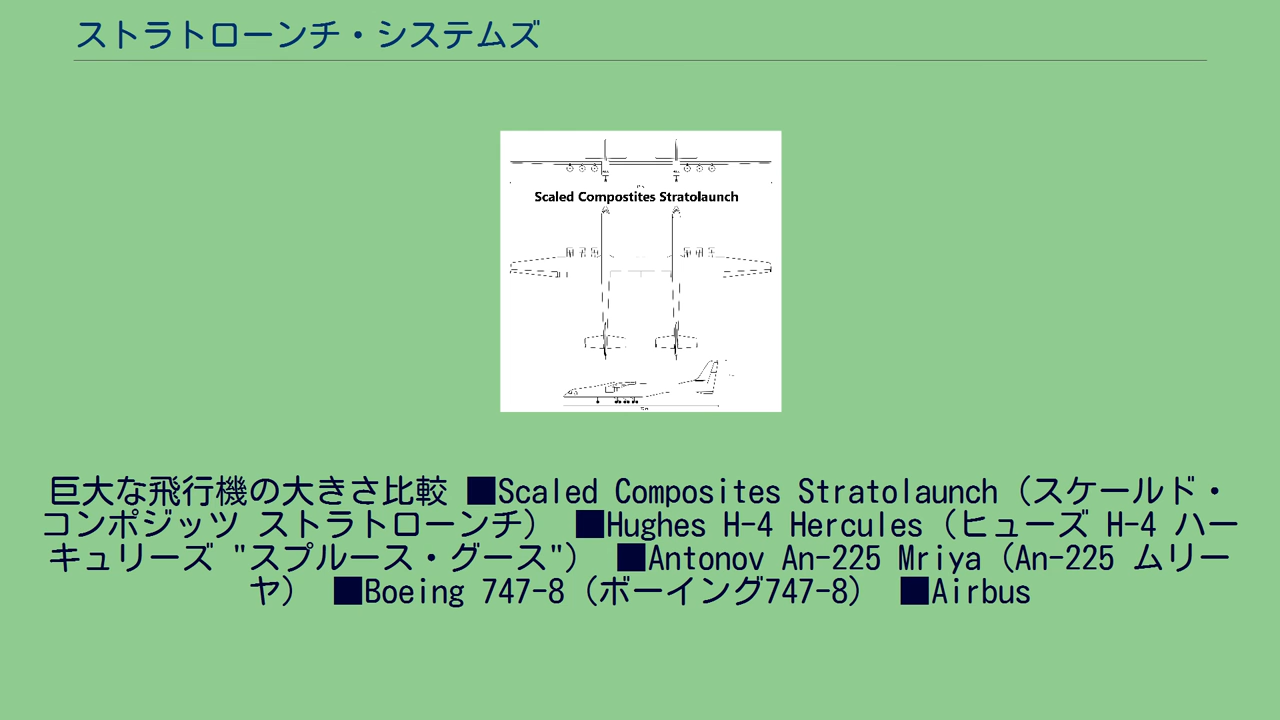 ストラトローンチ・システムズ
Scaled Compostites Stratolaunch
巨大な飛行機の大きさ比較 ■Scaled Composites Stratolaunch（スケールド・
コンポジッツ ストラトローンチ） ■Hughes H-4 Hercules（ヒューズ H-4 ハー
キュリーズ "スプルース・グース"） ■Antonov An-225 Mriya（An-225 ムリー
ヤ） ■Boeing 747-8（ボーイング747-8） ■Airbus